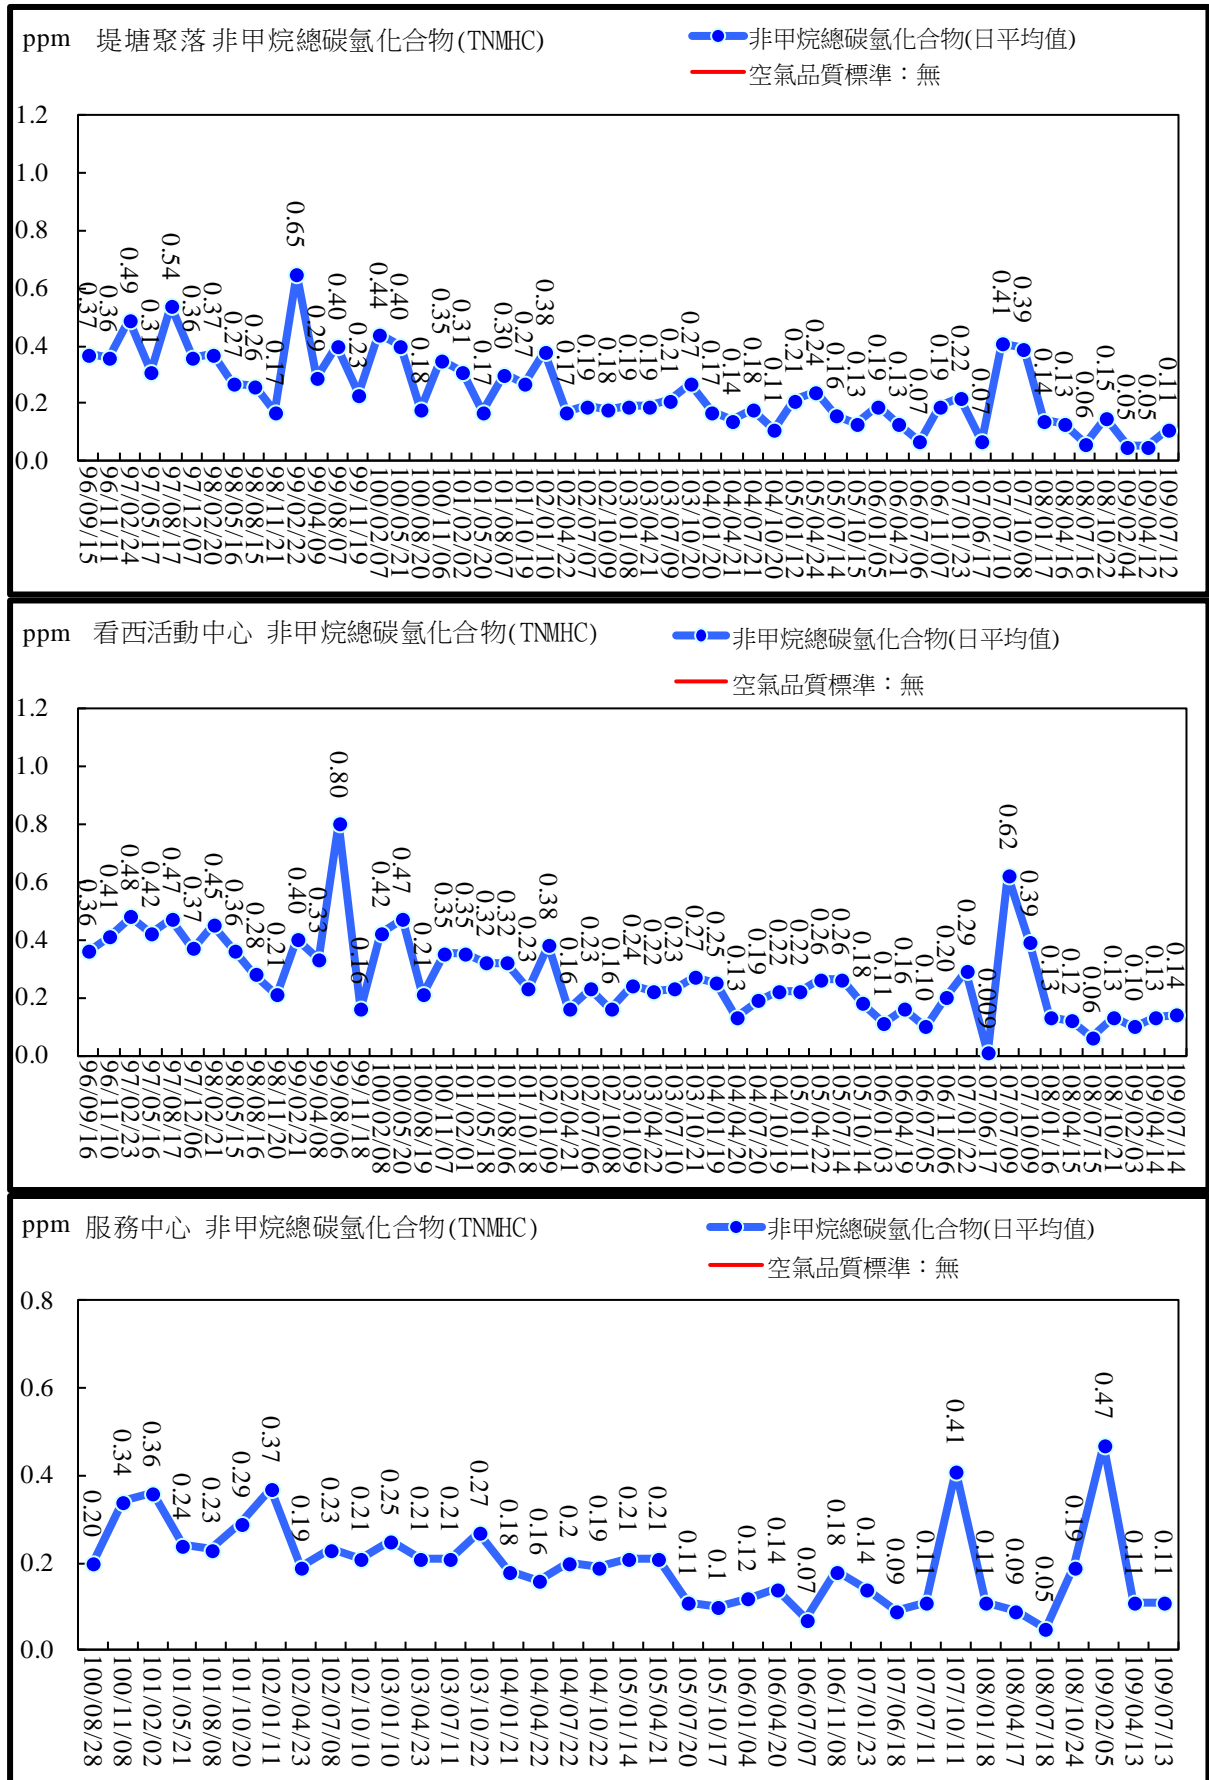 ppm 堤塘聚落 非甲烷總碳氫化合物(TNMHC)
非甲烷總碳氫化合物(日平均值)
空氣品質標準：無
1.2
1.0
0.8
0.6
0.4
0.2
0.0
0.37 0.36 0.49 0.31 0.54 0.36 0.37 0.27 0.26 0.17 0.65 0.29 0.40 0.23 0.44 0.40 0.18 0.35 0.31 0.17 0.30 0.27 0.38 0.17 0.19 0.18 0.19 0.19 0.21 0.27 0.17 0.14 0.18 0.11 0.21 0.24 0.16 0.13 0.19 0.13 0.07 0.19 0.22 0.07 0.41 0.39 0.14 0.13 0.06 0.15 0.05 0.05 0.11
96/09/15 96/11/11 97/02/24 97/05/17 97/08/17 97/12/07 98/02/20 98/05/16 98/08/15 98/11/21 99/02/22 99/04/09 99/08/07 99/11/19 100/02/07 100/05/21 100/08/20 100/11/06 101/02/02 101/05/20 101/08/07 101/10/19 102/01/10 102/04/22 102/07/07 102/10/09 103/01/08 103/04/21 103/07/09 103/10/20 104/01/20 104/04/21 104/07/21 104/10/20 105/01/12 105/04/24 105/07/14 105/10/15 106/01/05 106/04/21 106/07/06 106/11/07 107/01/23 107/06/17 107/07/10 107/10/08 108/01/17 108/04/16 108/07/16 108/10/22 109/02/04 109/04/12 109/07/12
ppm 看西活動中心 非甲烷總碳氫化合物(TNMHC)
非甲烷總碳氫化合物(日平均值)
空氣品質標準：無
1.2
1.0
0.8
0.6
0.4
0.2
0.0
0.36 0.41 0.48 0.42 0.47 0.37 0.45 0.36 0.28 0.21 0.40 0.33 0.80 0.16 0.42 0.47 0.21 0.35 0.35 0.32 0.32 0.23 0.38 0.16 0.23 0.16 0.24 0.22 0.23 0.27 0.25 0.13 0.19 0.22 0.22 0.26 0.26 0.18 0.11 0.16 0.10 0.20 0.29 0.009 0.62 0.39 0.13 0.12 0.06 0.13 0.10 0.13 0.14
96/09/16 96/11/10 97/02/23 97/05/16 97/08/17 97/12/06 98/02/21 98/05/15 98/08/16 98/11/20 99/02/21 99/04/08 99/08/06 99/11/18 100/02/08 100/05/20 100/08/19 100/11/07 101/02/01 101/05/18 101/08/06 101/10/18 102/01/09 102/04/21 102/07/06 102/10/08 103/01/09 103/04/22 103/07/10 103/10/21 104/01/19 104/04/20 104/07/20 104/10/19 105/01/11 105/04/22 105/07/14 105/10/14 106/01/03 106/04/19 106/07/05 106/11/06 107/01/22 107/06/17 107/07/09 107/10/09 108/01/16 108/04/15 108/07/15 108/10/21 109/02/03 109/04/14 109/07/14
ppm 服務中心 非甲烷總碳氫化合物(TNMHC)
非甲烷總碳氫化合物(日平均值)
空氣品質標準：無
0.8
0.6
0.4
0.2
0.0
0.20 0.34 0.36 0.24 0.23 0.29 0.37 0.19 0.23 0.21 0.25 0.21 0.21 0.27 0.18 0.16 0.2 0.19 0.21 0.21 0.11 0.1 0.12 0.14 0.07 0.18 0.14 0.09 0.11 0.41 0.11 0.09 0.05 0.19 0.47 0.11 0.11
100/08/28 100/11/08 101/02/02 101/05/21 101/08/08 101/10/20 102/01/11 102/04/23 102/07/08 102/10/10 103/01/10 103/04/23 103/07/11 103/10/22 104/01/21 104/04/22 104/07/22 104/10/22 105/01/14 105/04/21 105/07/20 105/10/17 106/01/04 106/04/20 106/07/07 106/11/08 107/01/23 107/06/18 107/07/11 107/10/11 108/01/18 108/04/17 108/07/18 108/10/24 109/02/05 109/04/13 109/07/13